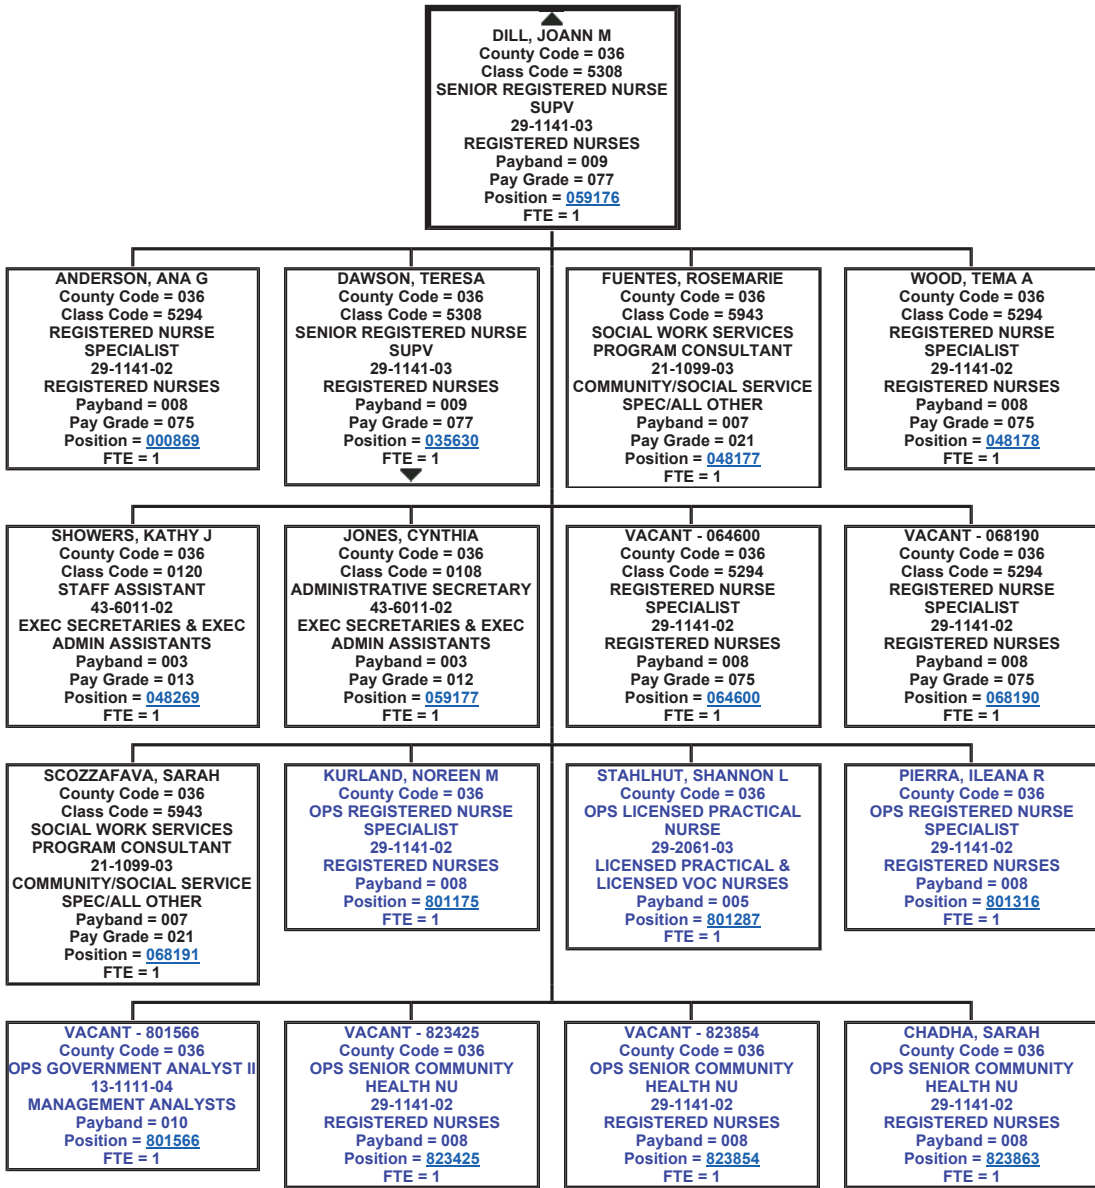 DILL, JOANN M
County Code = 036
Class Code = 5308
SENIOR REGISTERED NURSE
SUPV
29-1141-03
REGISTERED NURSES
Payband = 009
Pay Grade = 077
Position = 059176
FTE = 1
ANDERSON, ANA G
County Code = 036
Class Code = 5294
REGISTERED NURSE
SPECIALIST
29-1141-02
REGISTERED NURSES
Payband = 008
Pay Grade = 075
Position = 000869
FTE = 1
DAWSON, TERESA
County Code = 036
Class Code = 5308
SENIOR REGISTERED NURSE
SUPV
29-1141-03
REGISTERED NURSES
Payband = 009
Pay Grade = 077
Position = 035630
FTE = 1
FUENTES, ROSEMARIE
County Code = 036
Class Code = 5943
SOCIAL WORK SERVICES
PROGRAM CONSULTANT
21-1099-03
COMMUNITY/SOCIAL SERVICE
SPEC/ALL OTHER
Payband = 007
Pay Grade = 021
Position = 048177
FTE = 1
WOOD, TEMA A
County Code = 036
Class Code = 5294
REGISTERED NURSE
SPECIALIST
29-1141-02
REGISTERED NURSES
Payband = 008
Pay Grade = 075
Position = 048178
FTE = 1
SHOWERS, KATHY J
County Code = 036
Class Code = 0120
STAFF ASSISTANT
43-6011-02
EXEC SECRETARIES & EXEC
ADMIN ASSISTANTS
Payband = 003
Pay Grade = 013
Position = 048269
FTE = 1
JONES, CYNTHIA
County Code = 036
Class Code = 0108
ADMINISTRATIVE SECRETARY
43-6011-02
EXEC SECRETARIES & EXEC
ADMIN ASSISTANTS
Payband = 003
Pay Grade = 012
Position = 059177
FTE = 1
VACANT - 064600
County Code = 036
Class Code = 5294
REGISTERED NURSE
SPECIALIST
29-1141-02
REGISTERED NURSES
Payband = 008
Pay Grade = 075
Position = 064600
FTE = 1
VACANT - 068190
County Code = 036
Class Code = 5294
REGISTERED NURSE
SPECIALIST
29-1141-02
REGISTERED NURSES
Payband = 008
Pay Grade = 075
Position = 068190
FTE = 1
SCOZZAFAVA, SARAH
County Code = 036
Class Code = 5943
SOCIAL WORK SERVICES
PROGRAM CONSULTANT
21-1099-03
COMMUNITY/SOCIAL SERVICE
SPEC/ALL OTHER
Payband = 007
Pay Grade = 021
Position = 068191
FTE = 1
KURLAND, NOREEN M
County Code = 036
OPS REGISTERED NURSE
SPECIALIST
29-1141-02
REGISTERED NURSES
Payband = 008
Position = 801175
FTE = 1
STAHLHUT, SHANNON L
County Code = 036
OPS LICENSED PRACTICAL
NURSE
29-2061-03
LICENSED PRACTICAL &
LICENSED VOC NURSES
Payband = 005
Position = 801287
FTE = 1
PIERRA, ILEANA R
County Code = 036
OPS REGISTERED NURSE
SPECIALIST
29-1141-02
REGISTERED NURSES
Payband = 008
Position = 801316
FTE = 1
VACANT - 801566
County Code = 036
OPS GOVERNMENT ANALYST II
13-1111-04
MANAGEMENT ANALYSTS
Payband = 010
Position = 801566
FTE = 1
VACANT - 823425
County Code = 036
OPS SENIOR COMMUNITY
HEALTH NU
29-1141-02
REGISTERED NURSES
Payband = 008
Position = 823425
FTE = 1
VACANT - 823854
County Code = 036
OPS SENIOR COMMUNITY
HEALTH NU
29-1141-02
REGISTERED NURSES
Payband = 008
Position = 823854
FTE = 1
CHADHA, SARAH
County Code = 036
OPS SENIOR COMMUNITY
HEALTH NU
29-1141-02
REGISTERED NURSES
Payband = 008
Position = 823863
FTE = 1